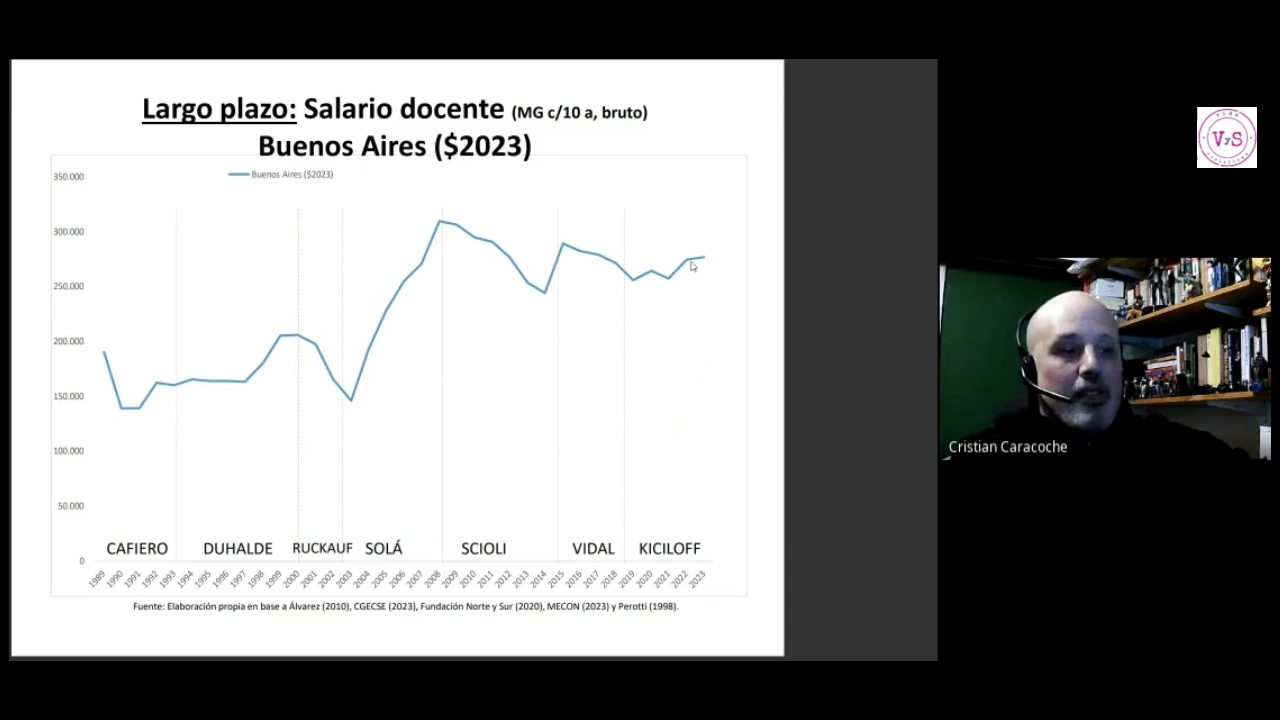 Largo plazo: Salario docente (MG c/10 a, bruto)
Buenos Aires ($2023)
Buenos Aires ($2023)
350.000
300.000
250.000
200.000
150.000
100.000
50.000
0
CAFIERO DUHALDE RUCKAUF SOLÁ SCIOLI VIDAL KICILOFF
1989 1990 1991 1992 1993 1994 1995 1996 1997 1998 1999 2000 2001 2002 2003 2004 2005 2006 2007 2008 2009 2010 2011 2012 2013 2014 2015 2016 2017 2018 2019 2020 2021 2022 2023
Fuente: Elaboración propia en base a Álvarez (2010), CGECSE (2023), Fundación Norte y Sur (2020), MECON (2023) y Perotti (1998).
VyS
Cristian Caracoche